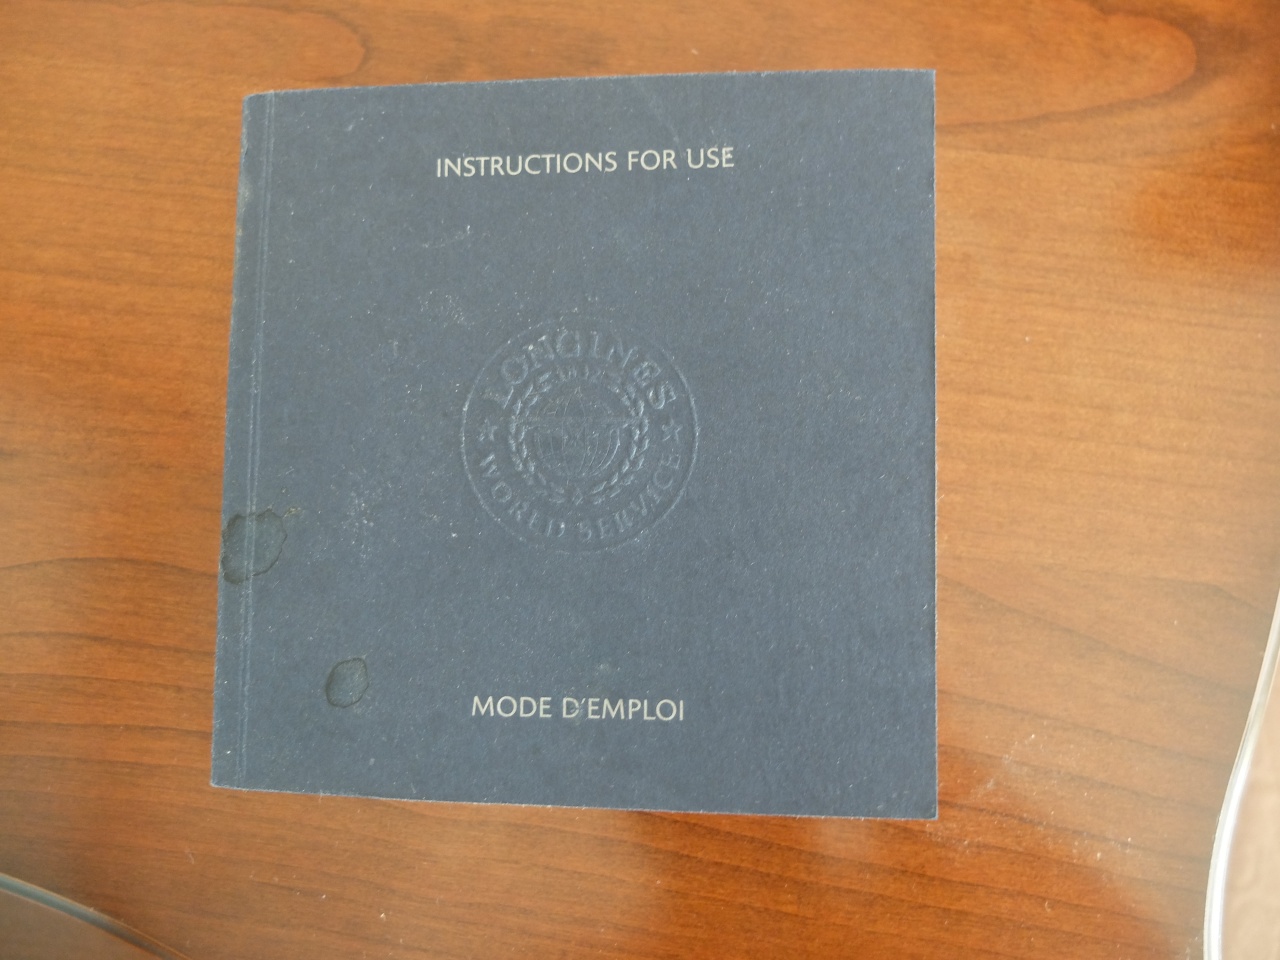 INSTRUCTIONS FOR USE
LONGINES
WORLD SERVICE
MODE D'EMPLOI